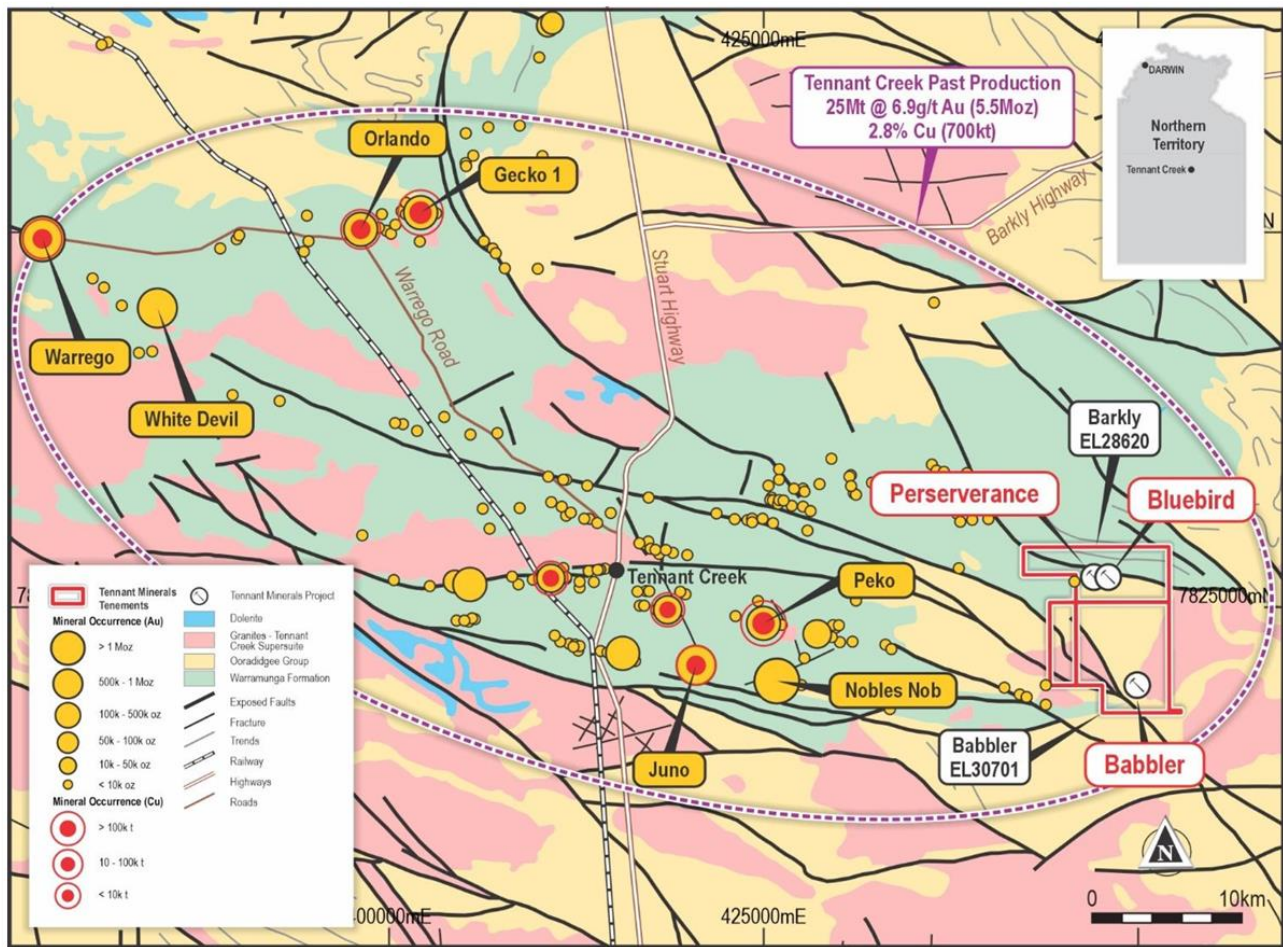 425000mE
Tennant Creek Past Production
25Mt @ 6.9g/t Au (5.5Moz)
2.8% Cu (700kt)
DARWIN
Northern
Territory
Tennant Creek
Orlando
Gecko 1
Barkly Highway
N
Warrego Road
Stuart Highway
Warrego
White Devil
Barkly
EL28620
Perserverance
Bluebird
Tennant Creek
Peko
7825000mN
Nobles Nob
Juno
Babbler
EL30701
Babbler
Tennant Minerals
Tenements
Mineral Occurrence (Au)
> 1 Moz
500k - 1 Moz
100k - 500k oz
50k - 100k oz
10k - 50k oz
< 10k oz
Mineral Occurrence (Cu)
> 100k t
10 - 100k t
< 10k t
Tennant Minerals Project
Dolerite
Granites - Tennant
Creek Supersuite
Ooradidgee Group
Warramunga Formation
Exposed Faults
Fracture
Trends
Railway
Highways
Roads
N
0 10km
00000mE
425000mE